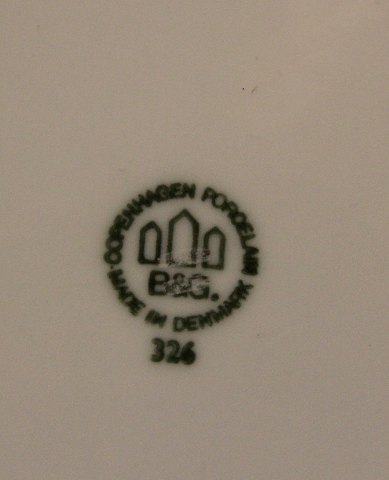 COPENHAGEN PORCELAIN
B&G.
MADE IN DENMARK
326